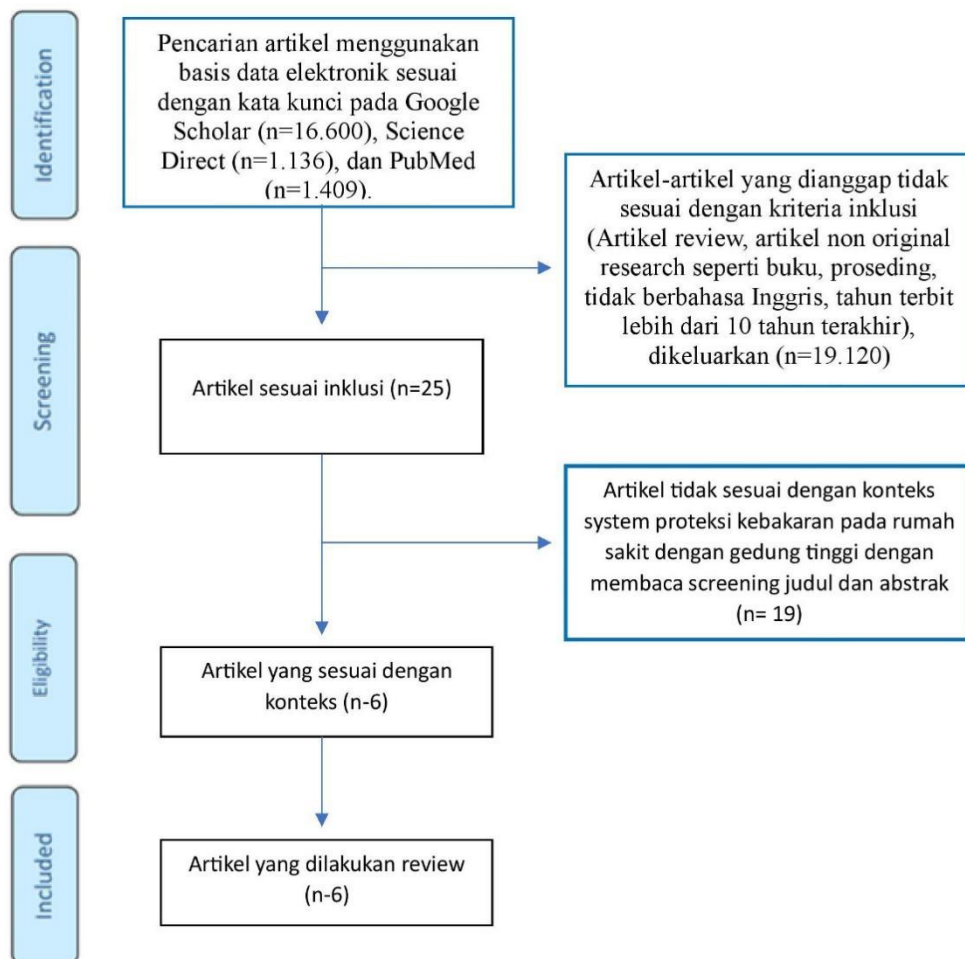 Identification
Pencarian artikel menggunakan
basis data elektronik sesuai
dengan kata kunci pada Google
Scholar (n=16.600), Science
Direct (n=1.136), dan PubMed
(n=1.409).
Artikel-artikel yang dianggap tidak
sesuai dengan kriteria inklusi
(Artikel review, artikel non original
research seperti buku, proseding,
tidak berbahasa Inggris, tahun terbit
lebih dari 10 tahun terakhir),
dikeluarkan (n=19.120)
Screening
Artikel sesuai inklusi (n=25)
Artikel tidak sesuai dengan konteks
system proteksi kebakaran pada rumah
sakit dengan gedung tinggi dengan
membaca screening judul dan abstrak
(n= 19)
Eligibility
Artikel yang sesuai dengan
konteks (n-6)
Included
Artikel yang dilakukan review
(n-6)